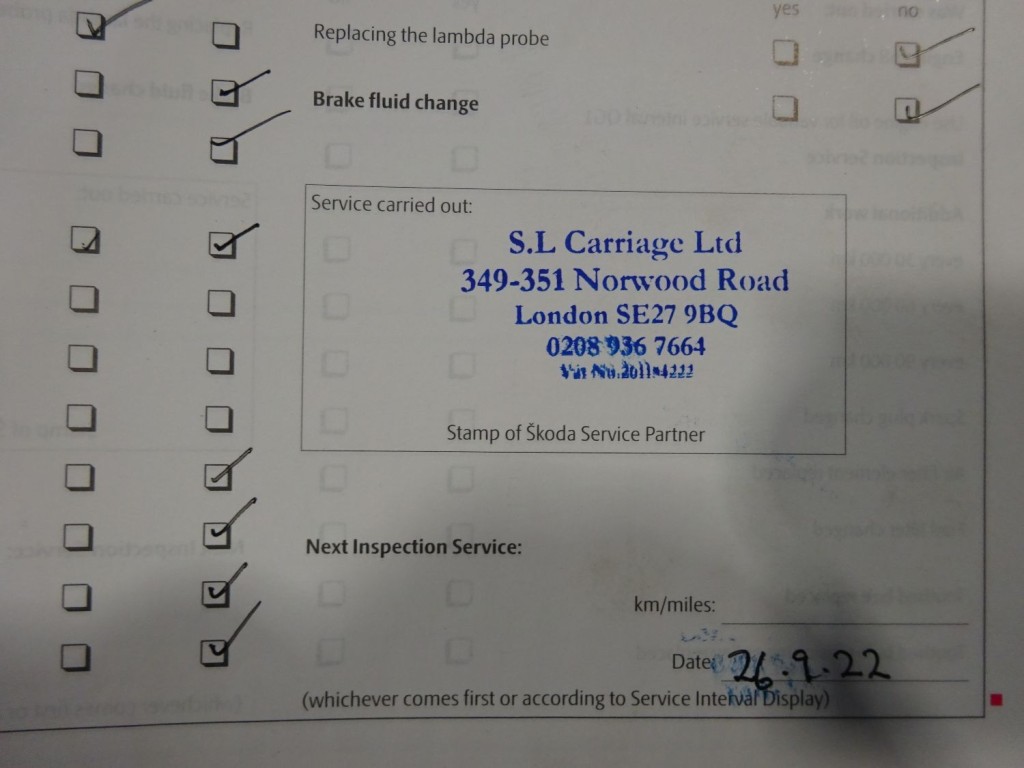 yes no
Replacing the lambda probe
Brake fluid change
Service carried out:
S.L Carriage Ltd
349-351 Norwood Road
London SE27 9BQ
0208 936 7664
Stamp of Škoda Service Partner
Next Inspection Service:
km/miles:
Date: 26.9.22
(whichever comes first or according to Service Interval Display)